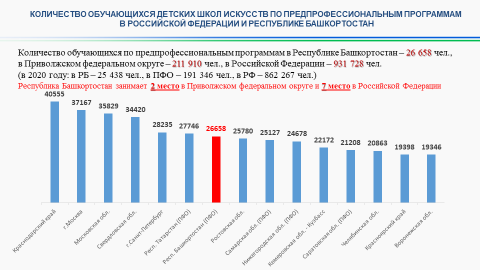 КОЛИЧЕСТВО ОБУЧАЮЩИХСЯ ДЕТСКИХ ШКОЛ ИСКУССТВ ПО ПРЕДПРОФЕССИОНАЛЬНЫМ ПРОГРАММАМ
В РОССИЙСКОЙ ФЕДЕРАЦИИ И РЕСПУБЛИКЕ БАШКОРТОСТАН
Количество обучающихся по предпрофессиональным программам в Республике Башкортостан – 26 658 чел.,
в Приволжском федеральном округе – 211 910 чел., в Российской Федерации – 931 728 чел.
(в 2020 году: в РБ – 25 438 чел., в ПФО – 191 346 чел., в РФ – 862 267 чел.)
Республика Башкортостан занимает 2 место в Приволжском федеральном округе и 7 место в Российской Федерации
40555
37167
35829
34420
28235
27746
26658
25780
25127
24678
22172
21208
20863
19398
19346
Краснодарский край
г.Москва
Московская обл.
Свердловская обл.
г.Санкт-Петербург
Респ. Татарстан (ПФО)
Респ. Башкортостан (ПФО)
Ростовская обл.
Самарская обл. (ПФО)
Нижегородская обл. (ПФО)
Кемеровская обл. - Кузбасс
Саратовская обл. (ПФО)
Челябинская обл.
Красноярский край
Воронежская обл.